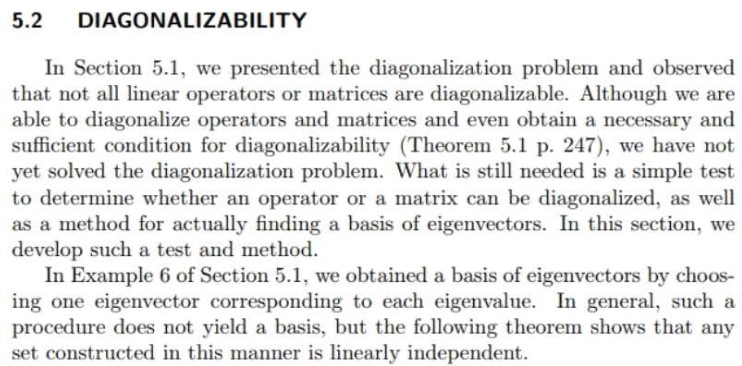 5.2 DIAGONALIZABILITY
In Section 5.1, we presented the diagonalization problem and observed
that not all linear operators or matrices are diagonalizable. Although we are
able to diagonalize operators and matrices and even obtain a necessary and
sufficient condition for diagonalizability (Theorem 5.1 p. 247), we have not
yet solved the diagonalization problem. What is still needed is a simple test
to determine whether an operator or a matrix can be diagonalized, as well
as a method for actually finding a basis of eigenvectors. In this section, we
develop such a test and method.
In Example 6 of Section 5.1, we obtained a basis of eigenvectors by choos-
ing one eigenvector corresponding to each eigenvalue. In general, such a
procedure does not yield a basis, but the following theorem shows that any
set constructed in this manner is linearly independent.